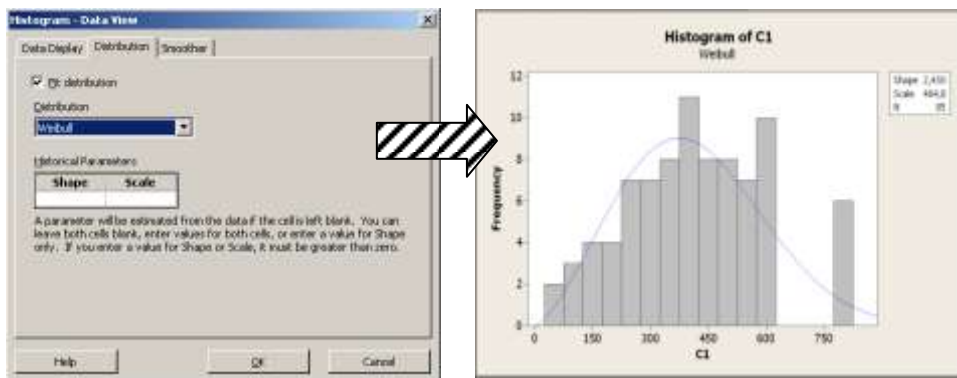 Histogram - Data View
Data Display Distribution Smoother
Fit distribution
Distribution
Weibull
Historical Parameters
Shape Scale
A parameter will be estimated from the data if the cell is left blank. You can
leave both cells blank, enter values for both cells, or enter a value for Shape
only. If you enter a value for Shape or Scale, it must be greater than zero.
Help OK Cancel
Histogram of C1
Weibull
Shape
Scale
N
12
10
8
6
4
2
0
0 150 300 450 600 750
Frequency
C1